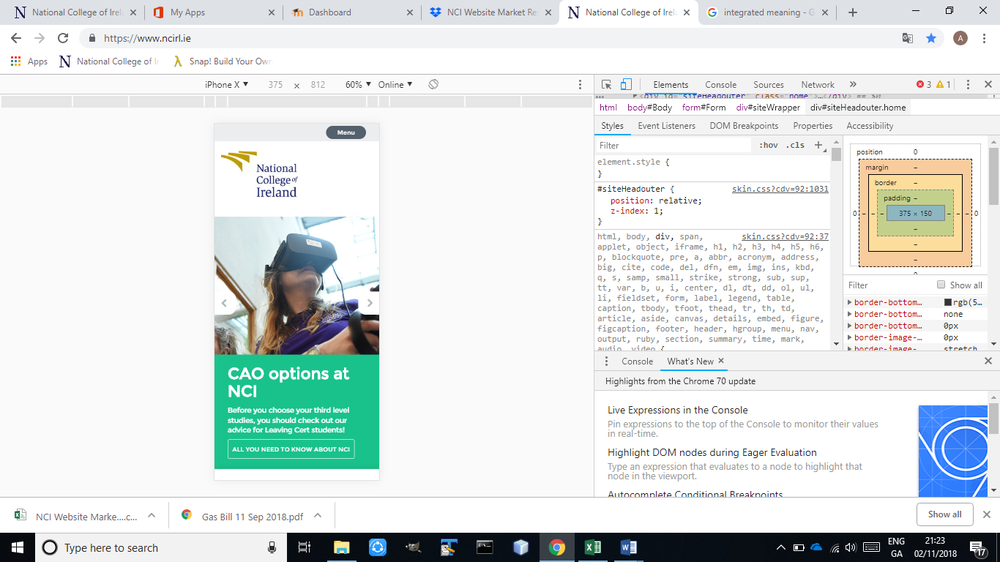 National College of Irela
My Apps
Dashboard
NCI Website Market Re
National College of Irela
integrated meaning - G
https://www.ncirl.ie
A
Apps
National College of Ir
Snap! Build Your Own
iPhone X ▼ 375 × 812 60% ▼ Online ▼
Menu
National
College of
Ireland
CAO options at
NCI
Before you choose your third level
studies, you should check out our
advice for Leaving Cert students!
ALL YOU NEED TO KNOW ABOUT NCI
Elements Console Sources Network » 3 1
<div id="siteHeadouter" class="home">…</div> == $0
html body#Body form#Form div#siteWrapper div#siteHeadouter.home
Styles Event Listeners DOM Breakpoints Properties Accessibility
Filter :hov .cls +
element.style {
}
#siteHeadouter { skin.css?cdv=92:1031
position: relative;
z-index: 1;
}
html, body, div, span, skin.css?cdv=92:37
applet, object, iframe, h1, h2, h3, h4, h5, h6,
p, blockquote, pre, a, abbr, acronym, address,
big, cite, code, del, dfn, em, img, ins, kbd,
q, s, samp, small, strike, strong, sub, sup,
tt, var, b, u, i, center, dl, dt, dd, ol, ul,
li, fieldset, form, label, legend, table,
caption, tbody, tfoot, thead, tr, th, td,
article, aside, canvas, details, embed, figure,
figcaption, footer, header, hgroup, menu, nav,
output, ruby, section, summary, time, mark,
audio, video {
position 0
margin –
border –
padding –
0 – – – 375 × 150 – – – 0
–
–
–
0
Filter Show all
border-bottom… rgb(5…
border-bottom… none
border-bottom… 0px
border-image-… 0px
border-image- stretch
Console What's New ×
Highlights from the Chrome 70 update
Live Expressions in the Console
Pin expressions to the top of the Console to monitor their values
in real-time.
Highlight DOM nodes during Eager Evaluation
Type an expression that evaluates to a node to highlight that
node in the viewport.
Autocomplete Conditional Breakpoints
NCI Website Marke....c...
Gas Bill 11 Sep 2018.pdf
Show all
Type here to search
ENG
GA
21:23
02/11/2018
17